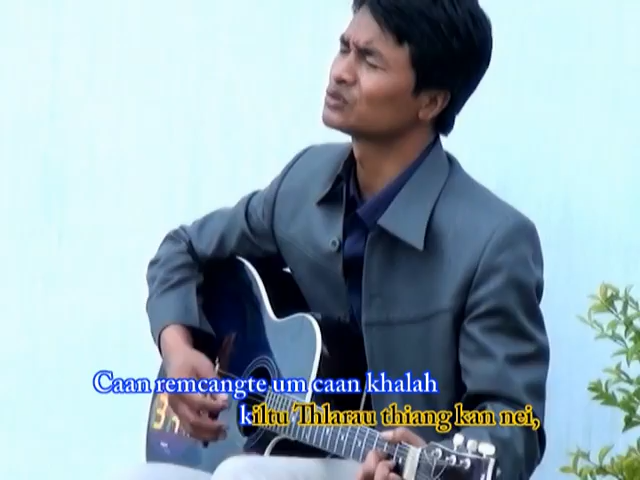 Caan remcangte um caan khalah
kiltu Thlarau thiang kan nei,